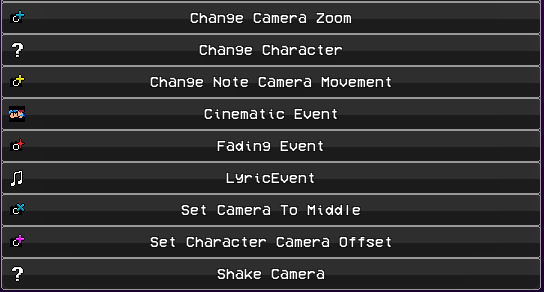 Change Camera Zoom
? Change Character
Change Note Camera Movement
Cinematic Event
Fading Event
LyricEvent
Set Camera To Middle
Set Character Camera Offset
? Shake Camera